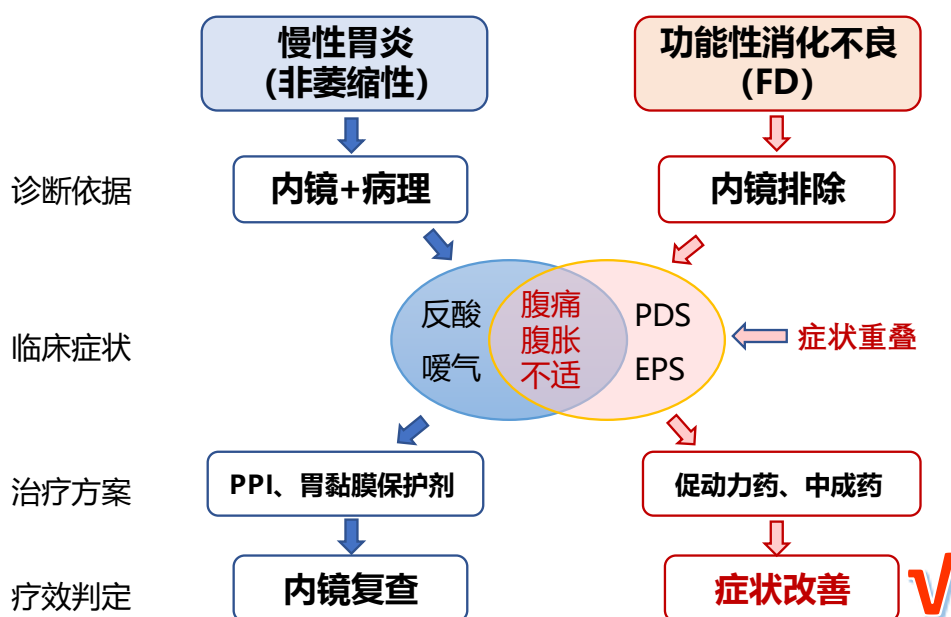 慢性胃炎
(非萎缩性)
功能性消化不良
(FD)
诊断依据
内镜+病理
内镜排除
临床症状
反酸
嗳气
腹痛
腹胀
不适
PDS
EPS
症状重叠
治疗方案
PPI、胃黏膜保护剂
促动力药、中成药
疗效判定
内镜复查
症状改善
√